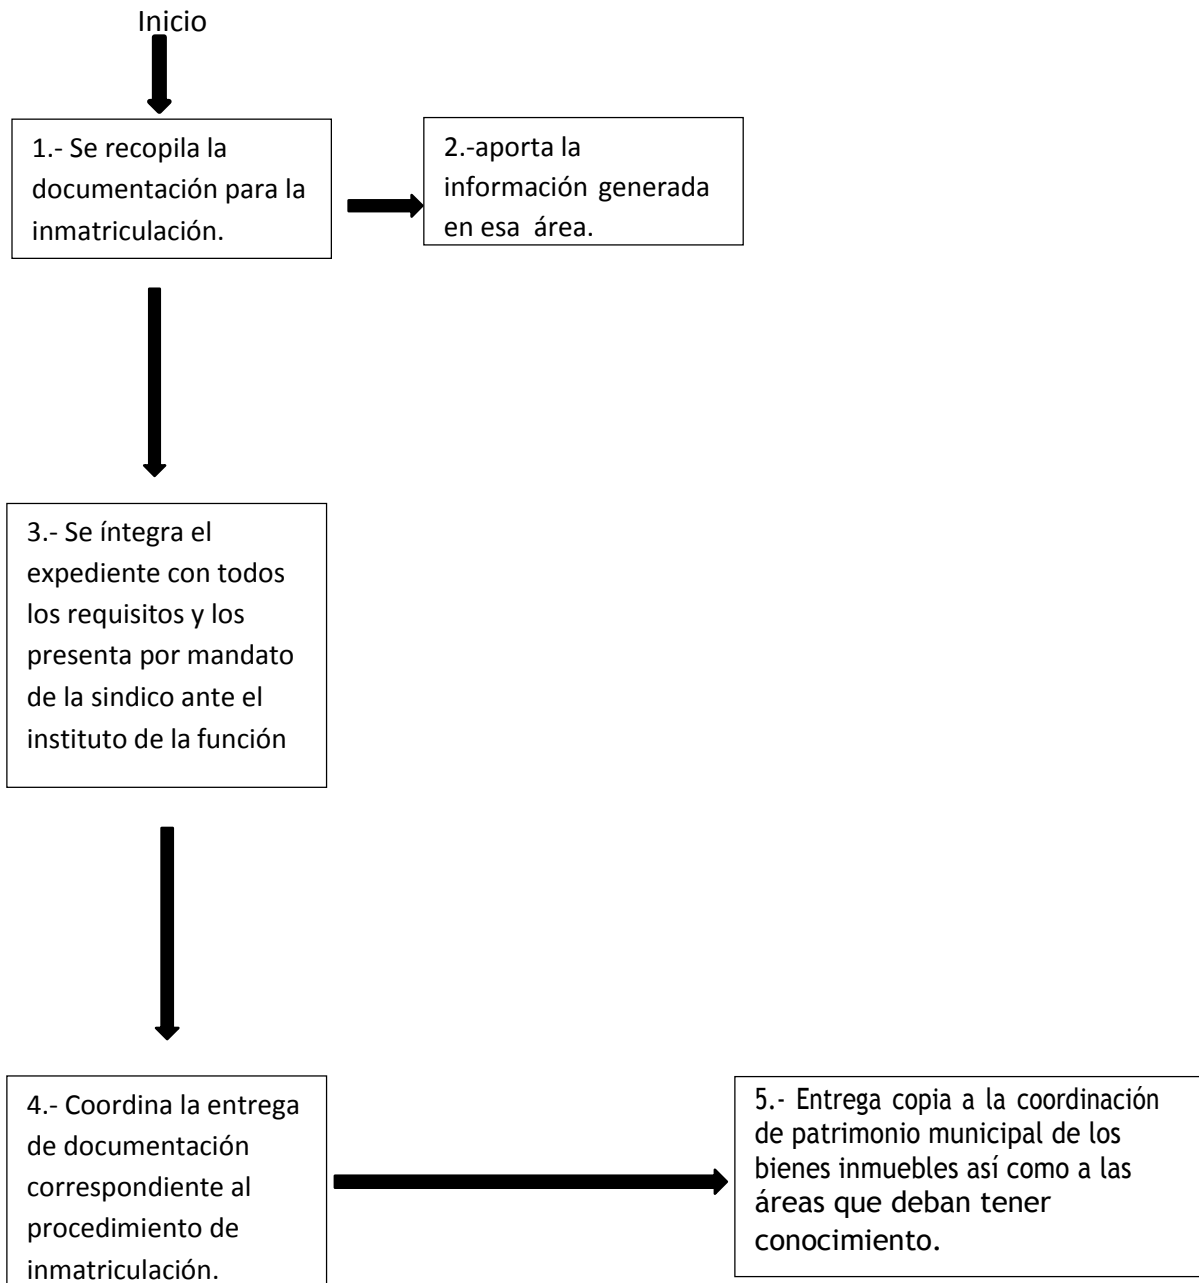 Inicio
1.- Se recopila la
documentación para la
inmatriculación.
2.-aporta la
información generada
en esa área.
3.- Se íntegra el
expediente con todos
los requisitos y los
presenta por mandato
de la sindico ante el
instituto de la función
4.- Coordina la entrega
de documentación
correspondiente al
procedimiento de
inmatriculación.
5.- Entrega copia a la coordinación
de patrimonio municipal de los
bienes inmuebles así como a las
áreas que deban tener
conocimiento.